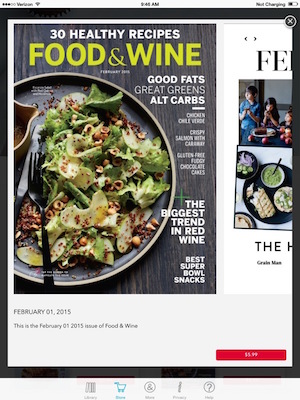 Verizon
9:46 AM
Not Charging
30 HEALTHY RECIPES
FOOD & WINE
FEBRUARY 2015
GOOD FATS
GREAT GREENS
ALT CARBS
CHICKEN
CHILE VERDE
CRISPY
SALMON WITH
CARAWAY
GLUTEN-FREE
FUDGY
CHOCOLATE
CAKES
THE
BIGGEST
TREND
IN RED
WINE
BEST
SUPER
BOWL
SNACKS
FE
THE H
Grain Man
FEBRUARY 01, 2015
This is the February 01 2015 issue of Food & Wine
$5.99
Library
Store
More
Privacy
Help